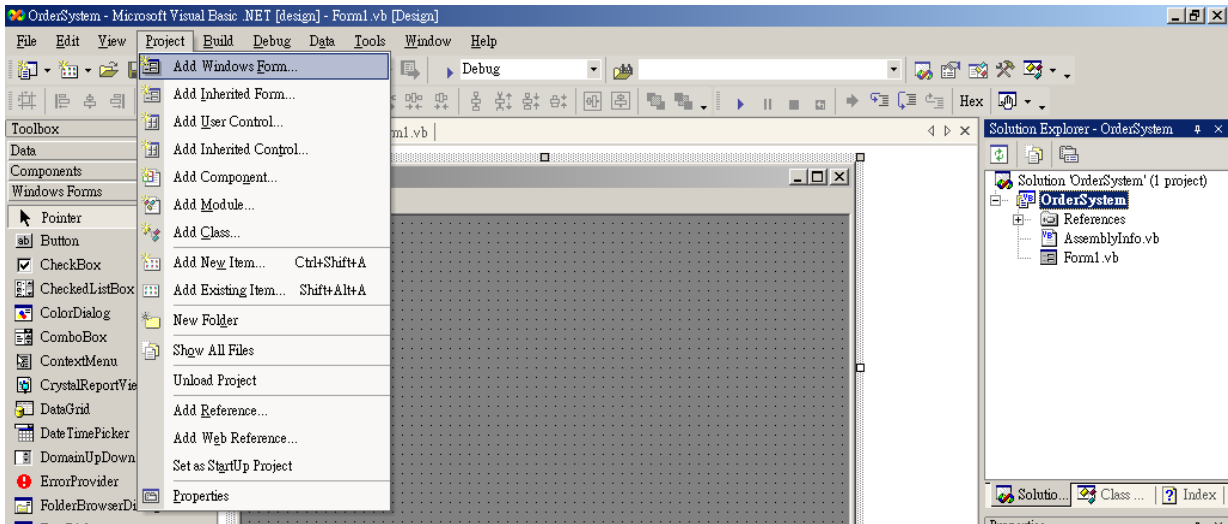 OrderSystem - Microsoft Visual Basic .NET [design] - Form1.vb [Design]
File Edit View Project Build Debug Data Tools Window Help
Debug
Hex
Toolbox
Data
Components
Windows Forms
Pointer
Button
CheckBox
CheckedListBox
ColorDialog
ComboBox
ContextMenu
CrystalReportVie
DataGrid
DateTimePicker
DomainUpDown
ErrorProvider
FolderBrowserDi
Add Windows Form...
Add Inherited Form...
Add User Control...
Add Inherited Control...
Add Component...
Add Module...
Add Class...
Add New Item... Ctrl+Shift+A
Add Existing Item... Shift+Alt+A
New Folder
Show All Files
Unload Project
Add Reference...
Add Web Reference...
Set as StartUp Project
Properties
rm1.vb
Solution Explorer - OrderSystem
Solution 'OrderSystem' (1 project)
OrderSystem
References
AssemblyInfo.vb
Form1.vb
Solutio... Class ... Index